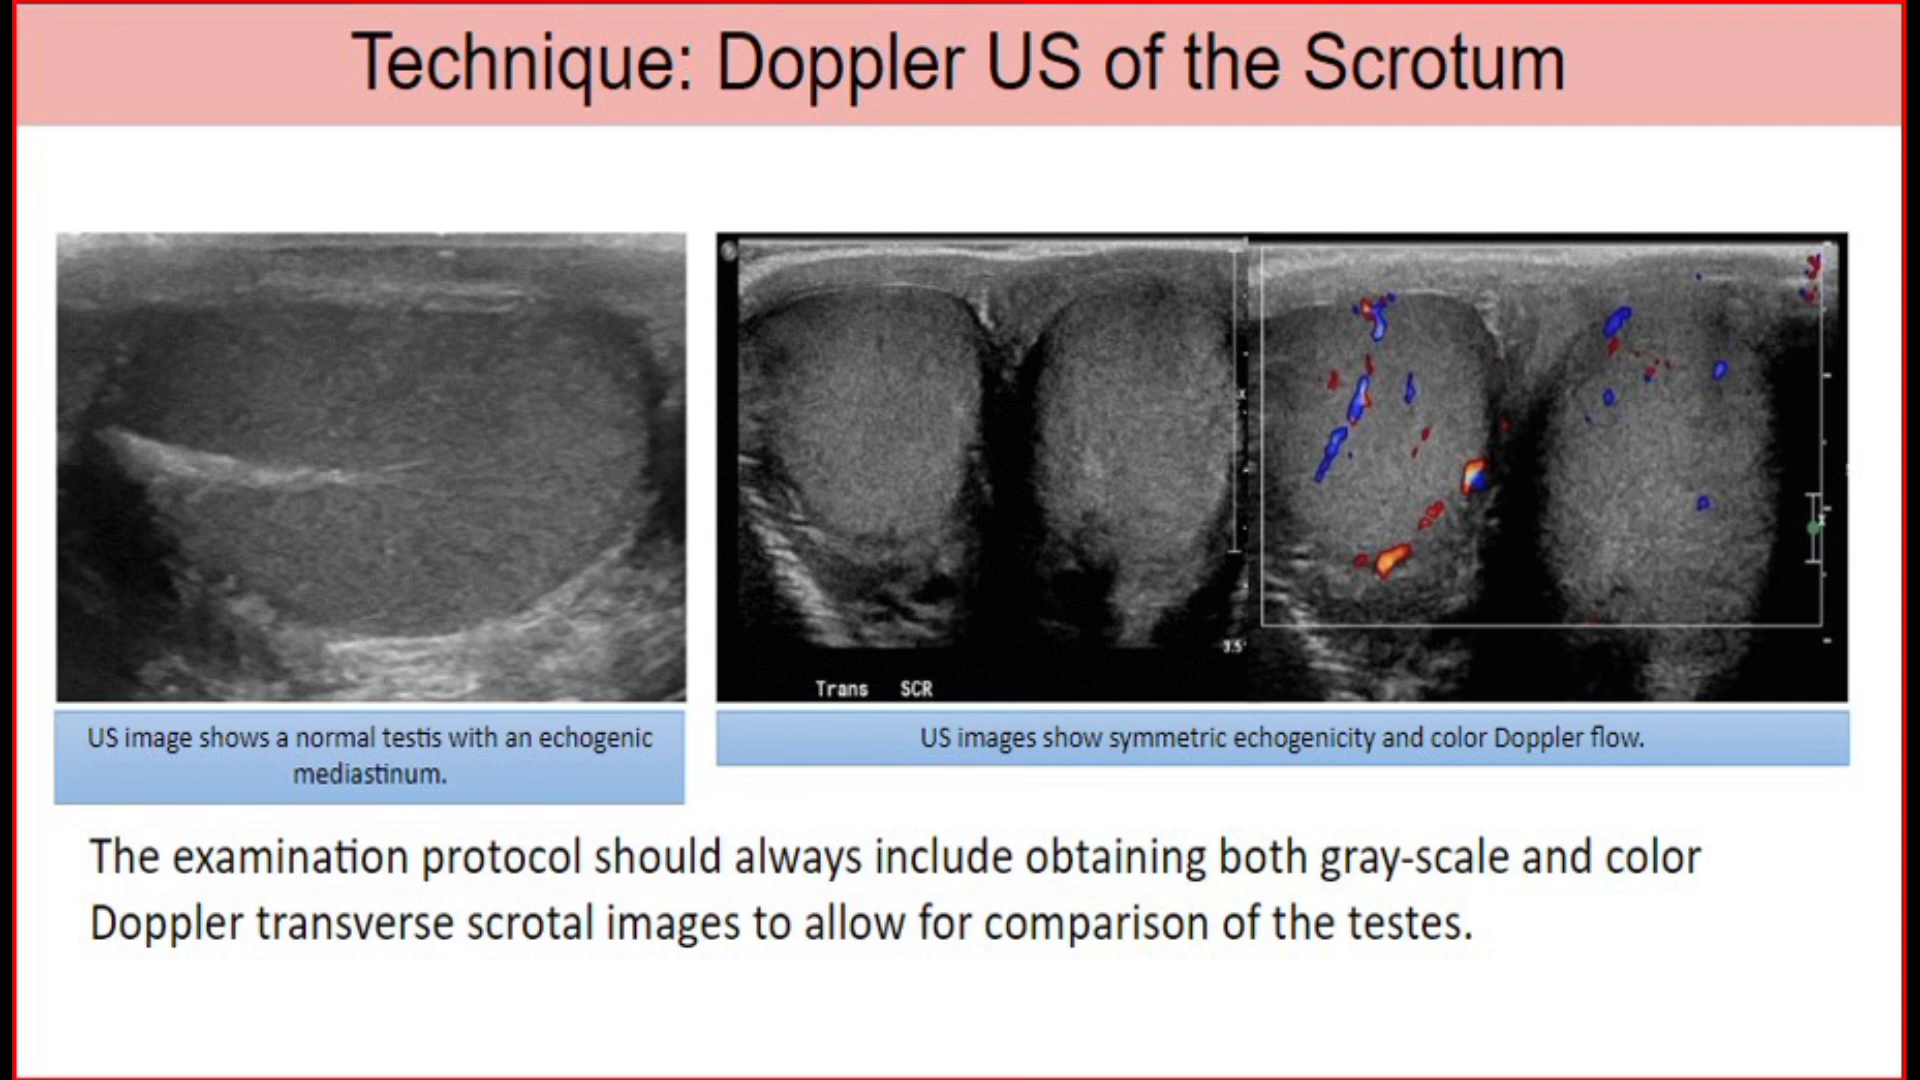 Technique: Doppler US of the Scrotum
3.5
Trans SCR
US image shows a normal testis with an echogenic
mediastinum.
US images show symmetric echogenicity and color Doppler flow.
The examination protocol should always include obtaining both gray-scale and color
Doppler transverse scrotal images to allow for comparison of the testes.